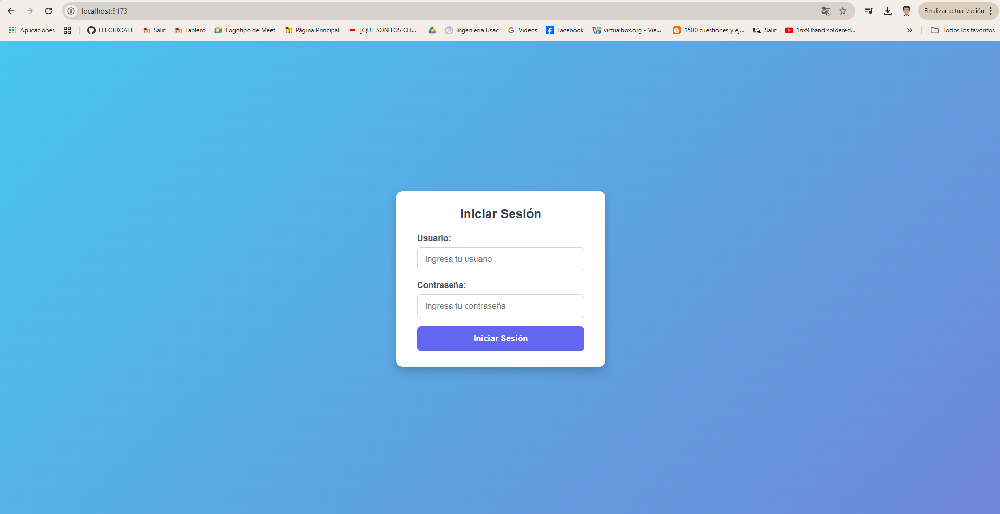 localhost:5173
Finalizar actualización
Aplicaciones
ELECTROALL
Salir
Tablero
Logotipo de Meet
Página Principal
¿QUE SON LOS CO...
Ingenieria Usac
Videos
Facebook
virtualbox.org • Vie...
1500 cuestiones y ej...
Salir
16x9 hand soldered...
Todos los favoritos
Iniciar Sesión
Usuario:
Ingresa tu usuario
Contraseña:
Ingresa tu contraseña
Iniciar Sesión